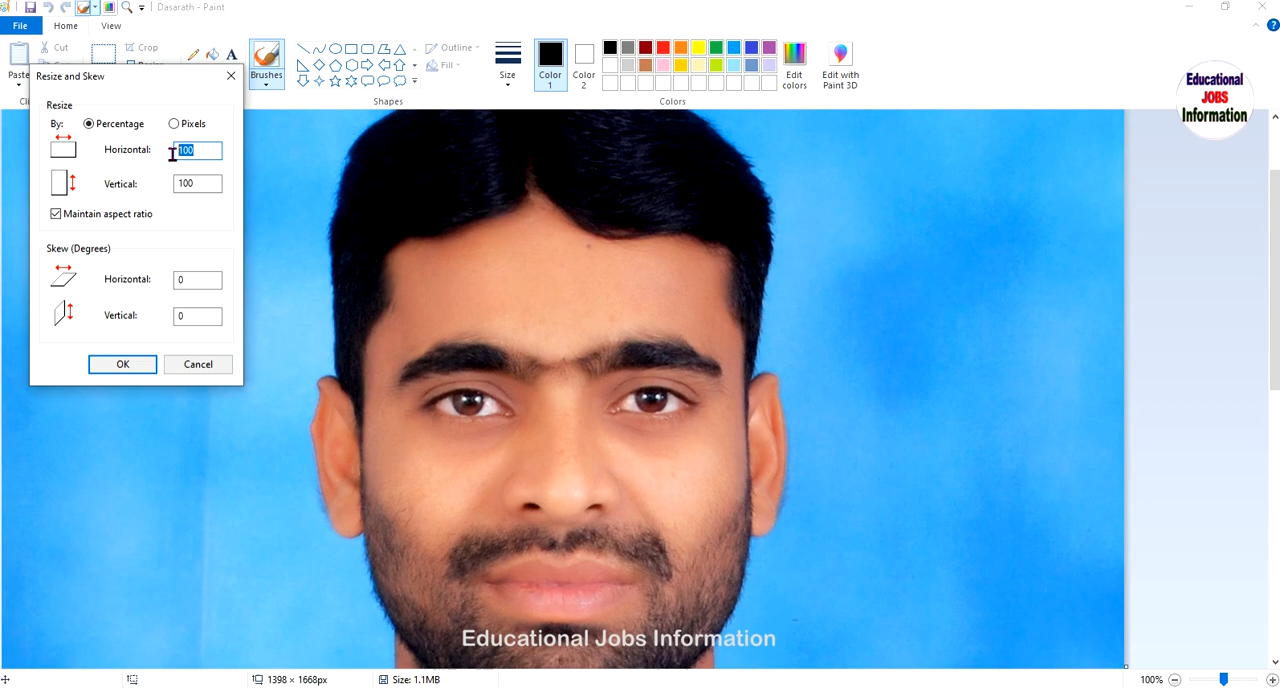 Dasarath - Paint
File Home View
Cut
Crop
Paste
Brushes
Outline
Fill
Shapes
Size
Color 1
Color 2
Edit colors
Edit with Paint 3D
Colors
Educational
JOBS
Information
Resize and Skew
Resize
By: Percentage Pixels
Horizontal: 100
Vertical: 100
Maintain aspect ratio
Skew (Degrees)
Horizontal: 0
Vertical: 0
OK Cancel
Educational Jobs Information
1398 × 1668px
Size: 1.1MB
100%